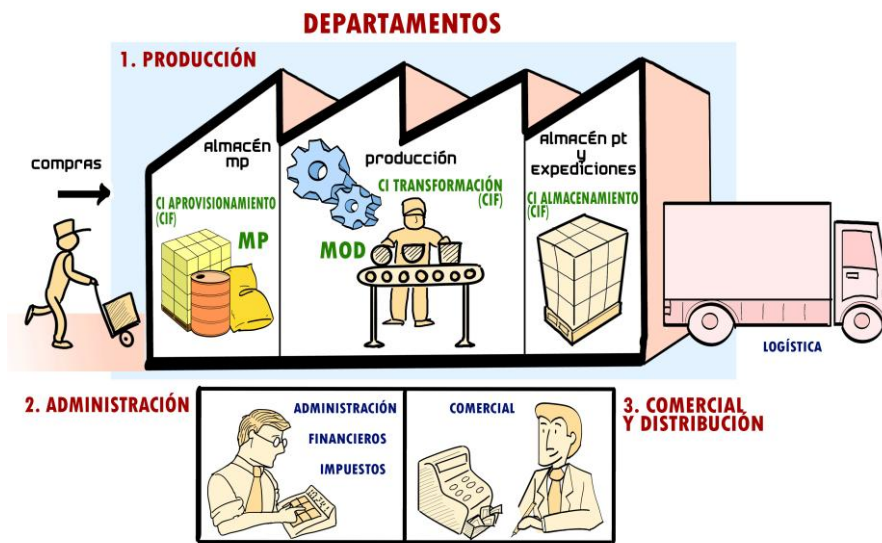 DEPARTAMENTOS
1. PRODUCCIÓN
compras
Almacén
mp
CI APROVISIONAMIENTO
(CIF)
MP
producción
CI TRANSFORMACIÓN
(CIF)
MOD
Almacén pt
y
EXPEDICIONES
CI ALMACENAMIENTO
(CIF)
LOGÍSTICA
2. ADMINISTRACIÓN
ADMINISTRACIÓN
FINANCIEROS
IMPUESTOS
COMERCIAL
3. COMERCIAL
Y DISTRIBUCIÓN